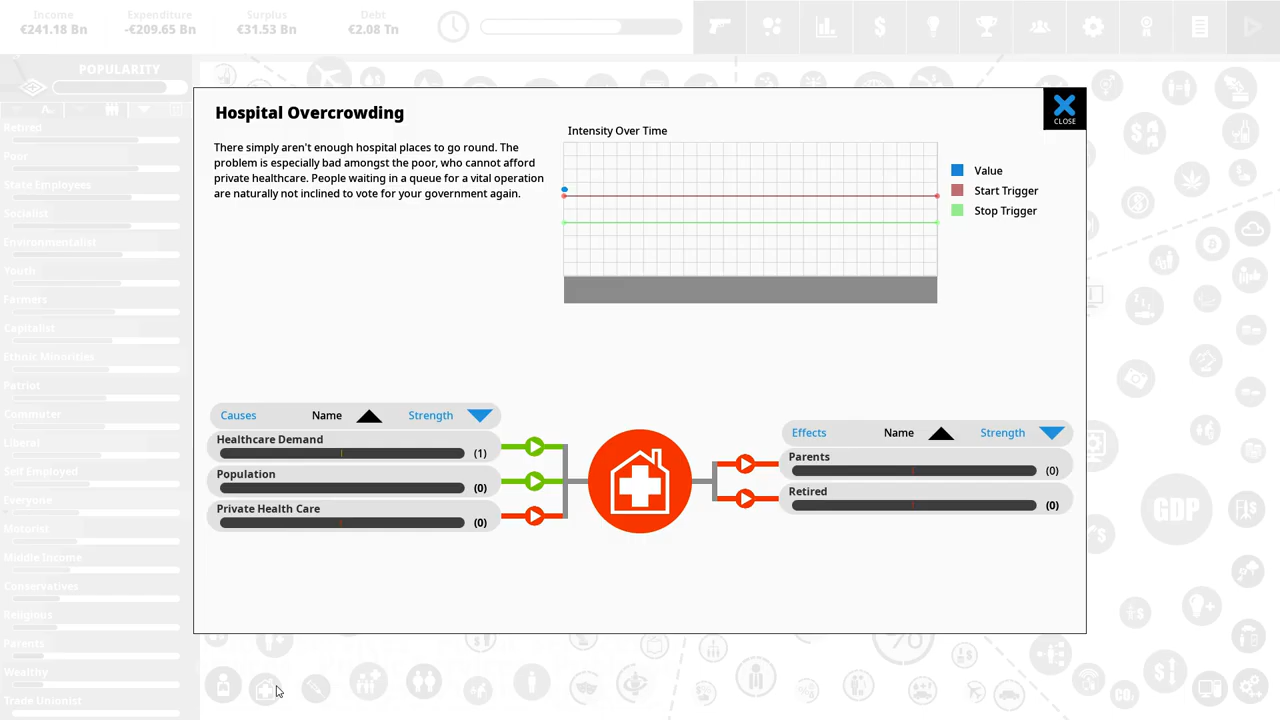 Income
Expenditure
Surplus
Debt
€241.18 Bn
-€209.65 Bn
€31.53 Bn
€2.08 Tn
POPULARITY
Retired
Poor
State Employees
Socialist
Environmentalist
Youth
Farmers
Capitalist
Ethnic Minorities
Patriot
Commuter
Liberal
Self Employed
Everyone
Motorist
Middle Income
Conservatives
Religious
Parents
Wealthy
Trade Unionist
Hospital Overcrowding
CLOSE
There simply aren't enough hospital places to go round. The
problem is especially bad amongst the poor, who cannot afford
private healthcare. People waiting in a queue for a vital operation
are naturally not inclined to vote for your government again.
Intensity Over Time
Value
Start Trigger
Stop Trigger
Causes Name Strength
Healthcare Demand
(1)
Population
(0)
Private Health Care
(0)
Effects Name Strength
Parents
(0)
Retired
(0)
GDP
CO₂